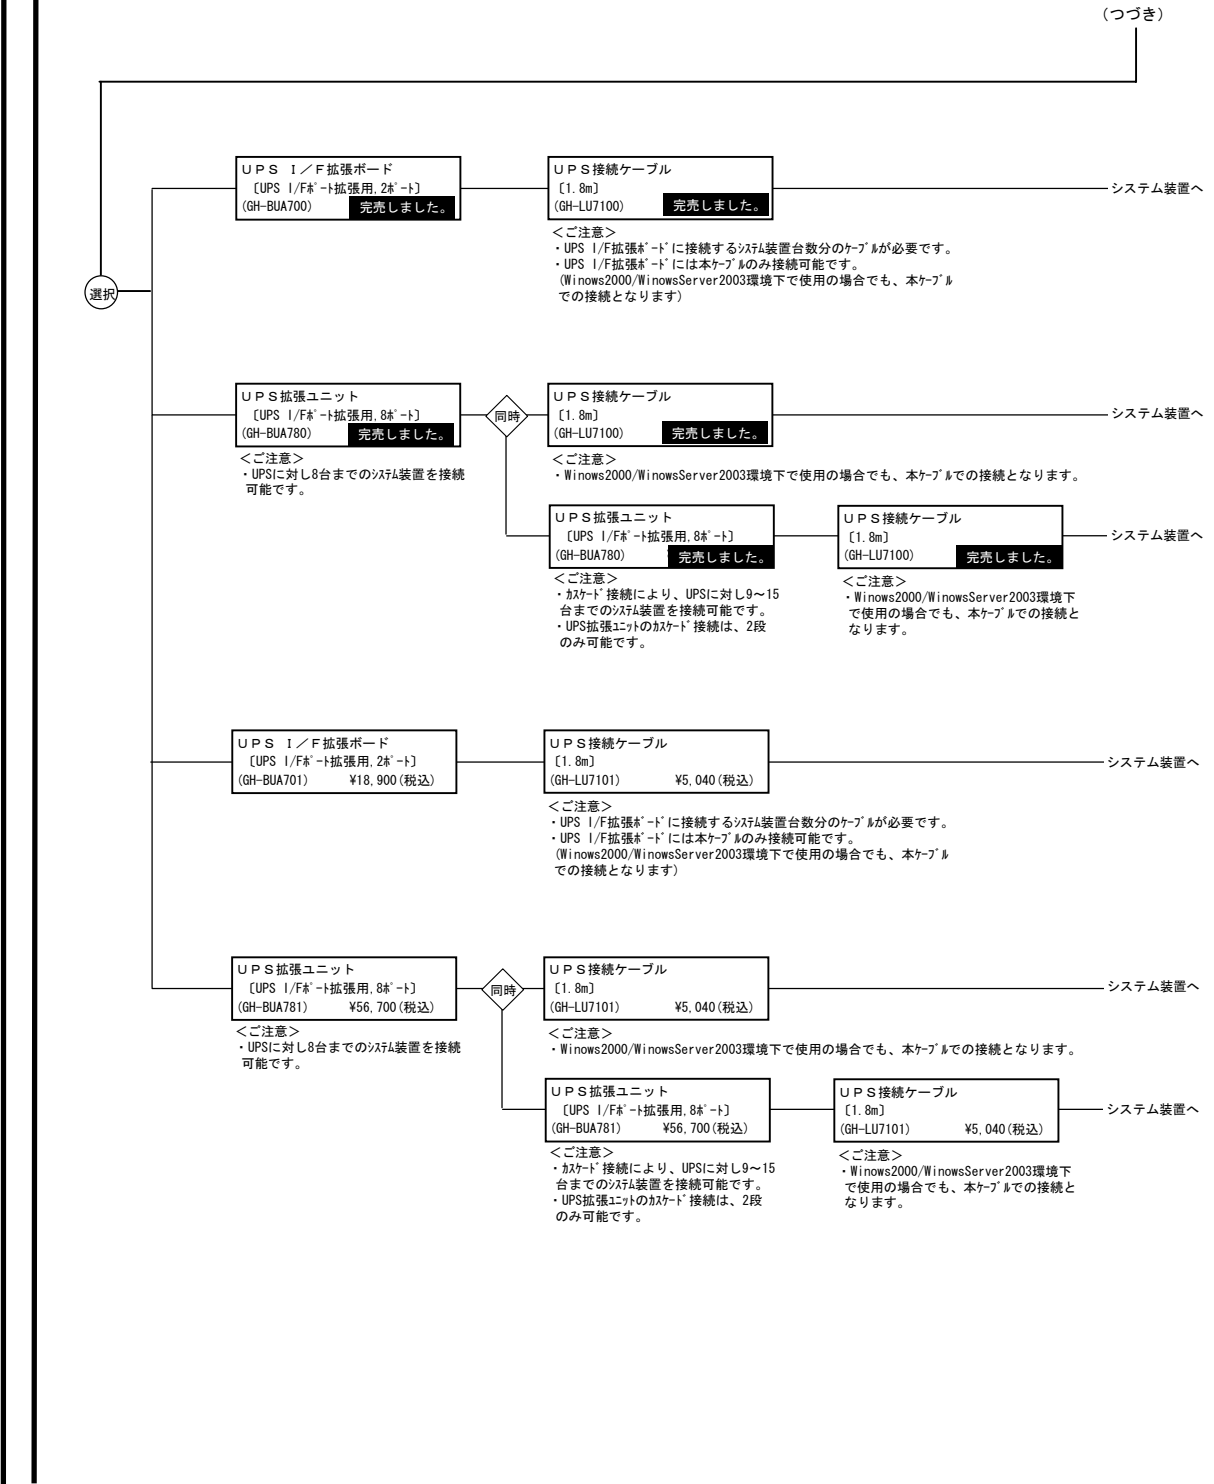 (つづき)
選択
UPS I/F拡張ボード
〔UPS I/Fﾎﾟｰﾄ拡張用,2ﾎﾟｰﾄ〕
(GH-BUA700) 完売しました。
UPS接続ケーブル
〔1.8m〕
(GH-LU7100) 完売しました。
システム装置へ
＜ご注意＞
・UPS I/F拡張ﾎﾞｰﾄﾞに接続するｼｽﾃﾑ装置台数分のｹｰﾌﾞﾙが必要です。
・UPS I/F拡張ﾎﾞｰﾄﾞには本ｹｰﾌﾞﾙのみ接続可能です。
(Winows2000/WinowsServer2003環境下で使用の場合でも、本ｹｰﾌﾞﾙ
での接続となります)
UPS拡張ユニット
〔UPS I/Fﾎﾟｰﾄ拡張用,8ﾎﾟｰﾄ〕
(GH-BUA780) 完売しました。
＜ご注意＞
・UPSに対し8台までのｼｽﾃﾑ装置を接続
可能です。
同時
UPS接続ケーブル
〔1.8m〕
(GH-LU7100) 完売しました。
システム装置へ
＜ご注意＞
・Winows2000/WinowsServer2003環境下で使用の場合でも、本ｹｰﾌﾞﾙでの接続となります。
UPS拡張ユニット
〔UPS I/Fﾎﾟｰﾄ拡張用,8ﾎﾟｰﾄ〕
(GH-BUA780) 完売しました。
＜ご注意＞
・ｶｽｹｰﾄﾞ接続により、UPSに対し9～15
台までのｼｽﾃﾑ装置を接続可能です。
・UPS拡張ﾕﾆｯﾄのｶｽｹｰﾄﾞ接続は、2段
のみ可能です。
UPS接続ケーブル
〔1.8m〕
(GH-LU7100) 完売しました。
システム装置へ
＜ご注意＞
・Winows2000/WinowsServer2003環境下
で使用の場合でも、本ｹｰﾌﾞﾙでの接続と
なります。
UPS I/F拡張ボード
〔UPS I/Fﾎﾟｰﾄ拡張用,2ﾎﾟｰﾄ〕
(GH-BUA701) ¥18,900(税込)
UPS接続ケーブル
〔1.8m〕
(GH-LU7101) ¥5,040(税込)
システム装置へ
＜ご注意＞
・UPS I/F拡張ﾎﾞｰﾄﾞに接続するｼｽﾃﾑ装置台数分のｹｰﾌﾞﾙが必要です。
・UPS I/F拡張ﾎﾞｰﾄﾞには本ｹｰﾌﾞﾙのみ接続可能です。
(Winows2000/WinowsServer2003環境下で使用の場合でも、本ｹｰﾌﾞﾙ
での接続となります)
UPS拡張ユニット
〔UPS I/Fﾎﾟｰﾄ拡張用,8ﾎﾟｰﾄ〕
(GH-BUA781) ¥56,700(税込)
＜ご注意＞
・UPSに対し8台までのｼｽﾃﾑ装置を接続
可能です。
同時
UPS接続ケーブル
〔1.8m〕
(GH-LU7101) ¥5,040(税込)
システム装置へ
＜ご注意＞
・Winows2000/WinowsServer2003環境下で使用の場合でも、本ｹｰﾌﾞﾙでの接続となります。
UPS拡張ユニット
〔UPS I/Fﾎﾟｰﾄ拡張用,8ﾎﾟｰﾄ〕
(GH-BUA781) ¥56,700(税込)
＜ご注意＞
・ｶｽｹｰﾄﾞ接続により、UPSに対し9～15
台までのｼｽﾃﾑ装置を接続可能です。
・UPS拡張ﾕﾆｯﾄのｶｽｹｰﾄﾞ接続は、2段
のみ可能です。
UPS接続ケーブル
〔1.8m〕
(GH-LU7101) ¥5,040(税込)
システム装置へ
＜ご注意＞
・Winows2000/WinowsServer2003環境下
で使用の場合でも、本ｹｰﾌﾞﾙでの接続と
なります。